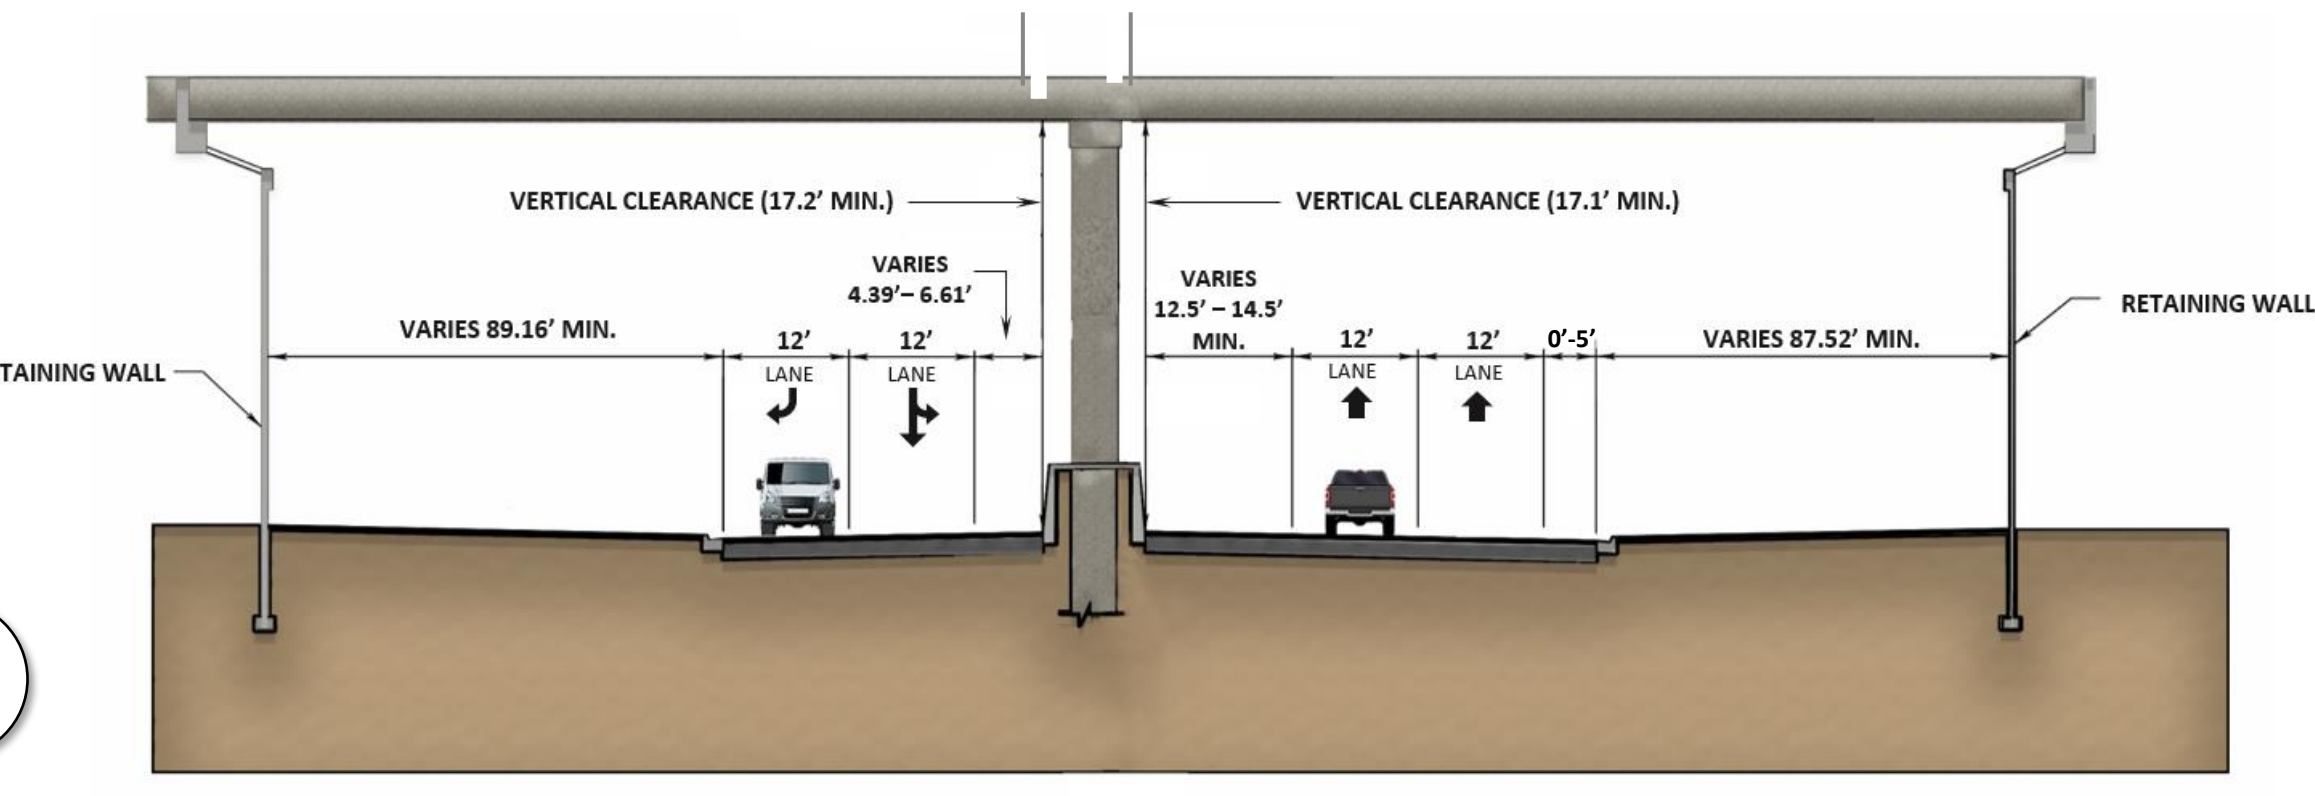 VERTICAL CLEARANCE (17.2’ MIN.)
VERTICAL CLEARANCE (17.1’ MIN.)
VARIES
4.39’– 6.61’
VARIES
12.5’ – 14.5’
MIN.
VARIES 89.16’ MIN.
12’
LANE
12’
LANE
12’
LANE
12’
LANE
0’-5’
VARIES 87.52’ MIN.
RETAINING WALL
TAINING WALL